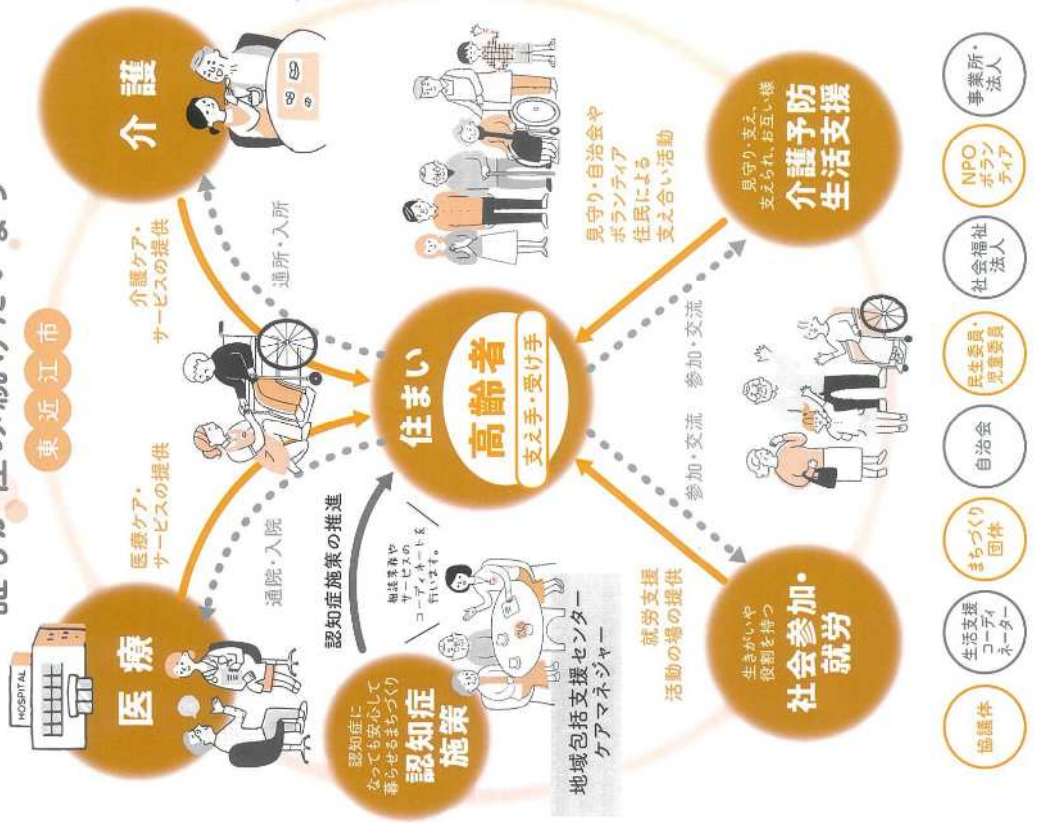 東近江市
HOSPITAL
医療
介護
医療ケア・
サービスの提供
介護ケア・
サービスの提供
通院・入院
通所・入所
認知症施策の推進
認知症に
なっても安心して
暮らせるまちづくり
認知症
施策
相談業務や
サービスの
コーディネートを
行います。
地域包括支援センター
ケアマネジャー
住まい
高齢者
支え手・受け手
見守り・自治会や
ボランティア
住民による
支え合い活動
就労支援
活動の場の提供
参加・交流
参加・交流
生きがいや
役割を持つ
社会参加・
就労
見守り・支え、
支えられ、お互い様
介護予防
生活支援
協議体
生活支援
コーディ
ネーター
まちづくり
団体
自治会
民生委員・
児童委員
社会福祉
法人
NPO
ボラン
ティア
事業所・
法人